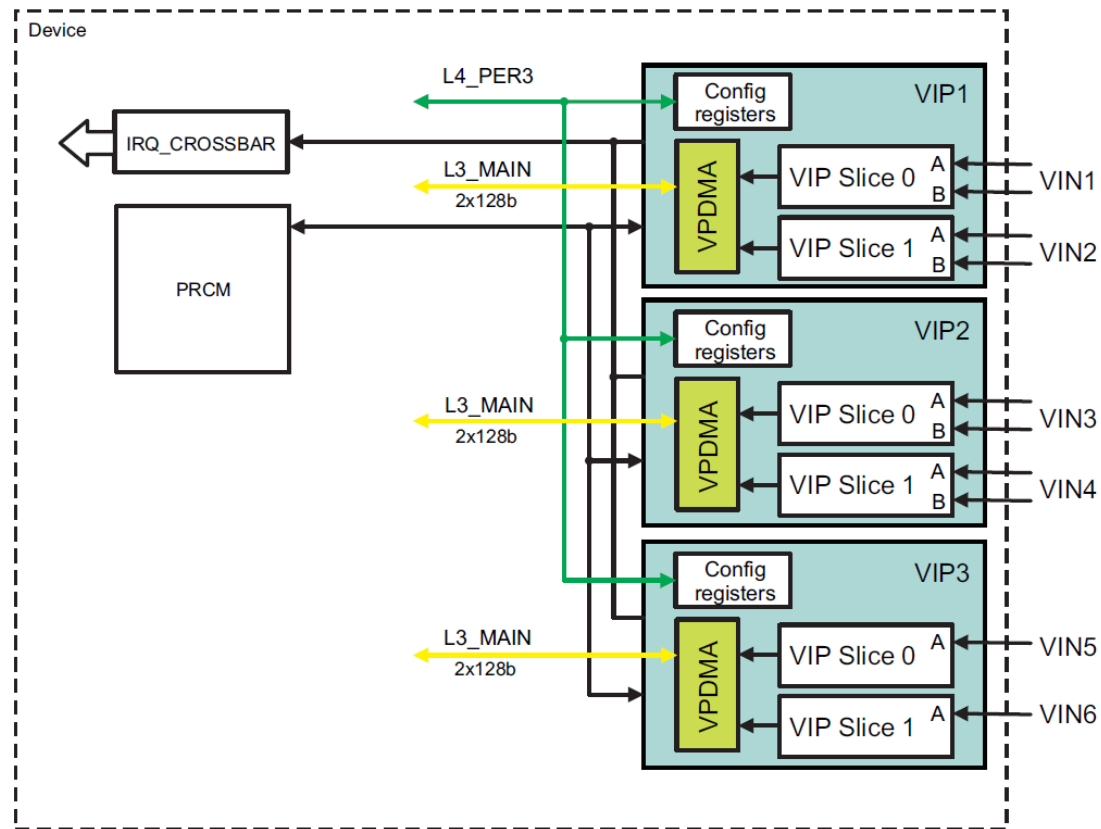 Device
L4_PER3
IRQ_CROSSBAR
L3_MAIN
2x128b
PRCM
Config
registers
VIP1
VPDMA
VIP Slice 0
A
B
VIN1
VIP Slice 1
A
B
VIN2
Config
registers
VIP2
L3_MAIN
2x128b
VPDMA
VIP Slice 0
A
B
VIN3
VIP Slice 1
A
B
VIN4
Config
registers
VIP3
L3_MAIN
2x128b
VPDMA
VIP Slice 0
A
VIN5
VIP Slice 1
A
VIN6